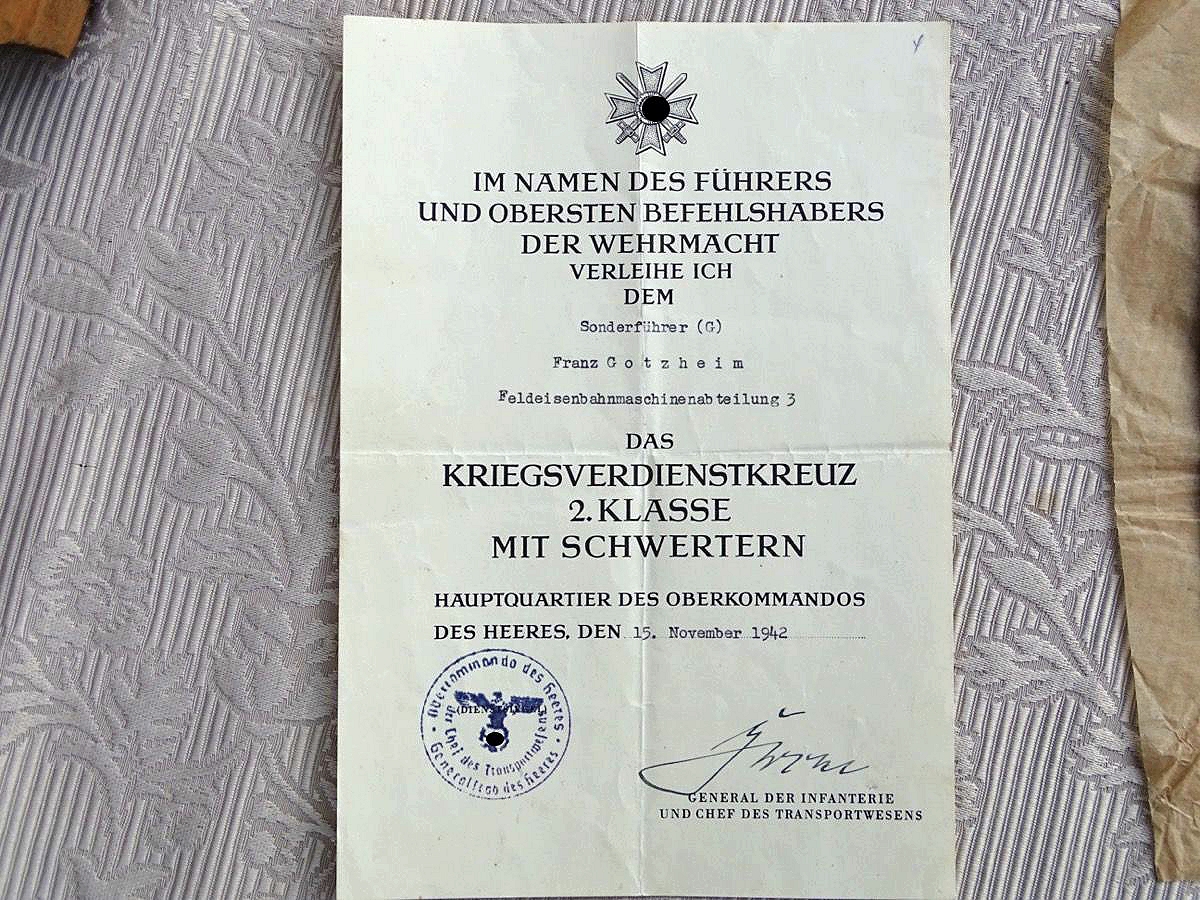 IM NAMEN DES FÜHRERS
UND OBERSTEN BEFEHLSHABERS
DER WEHRMACHT
VERLEIHE ICH
DEM
Sonderführer (G)
Franz G o t z h e i m
Feldeisenbahnmaschinenabteilung 3
DAS
KRIEGSVERDIENSTKREUZ
2. KLASSE
MIT SCHWERTERN
HAUPTQUARTIER DES OBERKOMMANDOS
DES HEERES, DEN 15. November 1942
Oberkommando des Heeres
Generalstab des Heeres
Der Chef des Transportwesens
(DIENSTSIEGEL)
GENERAL DER INFANTERIE
UND CHEF DES TRANSPORTWESENS